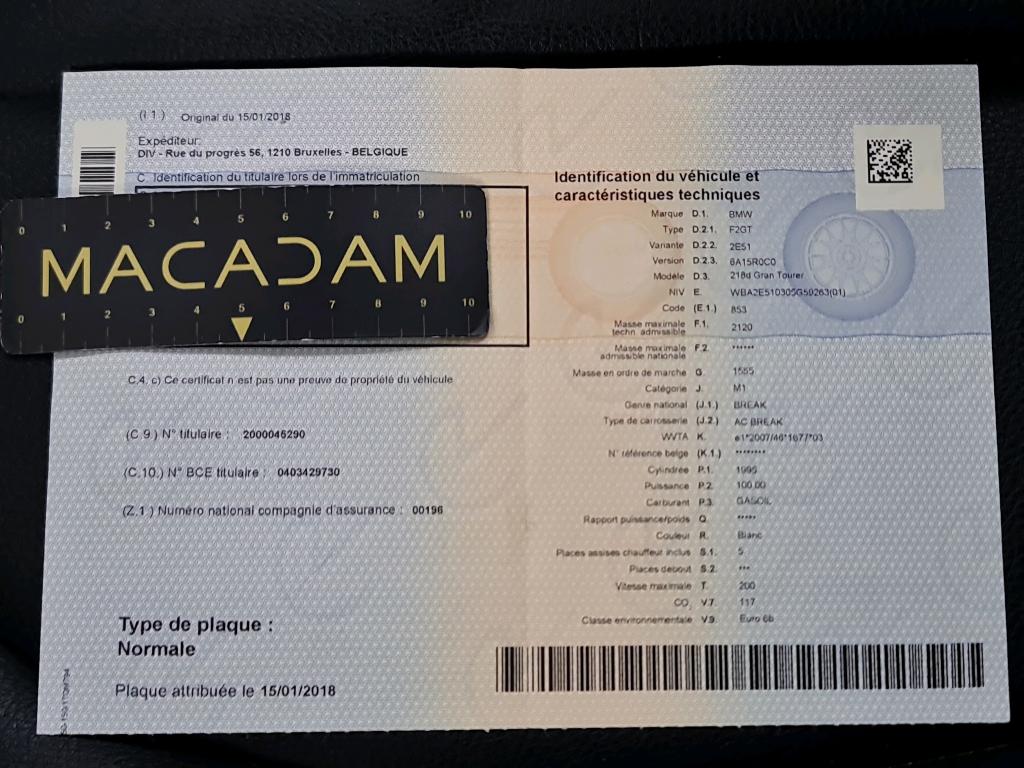 (I.1.) Original du 15/01/2018
Expéditeur:
DIV - Rue du progrès 56, 1210 Bruxelles - BELGIQUE
C. Identification du titulaire lors de l'immatriculation
0 1 2 3 4 5 6 7 8 9 10
MACADAM
0 1 2 3 4 5 6 7 8 9 10
C.4. c) Ce certificat n'est pas une preuve de propriété du véhicule
(C.9.) N° titulaire : 2000045290
(C.10.) N° BCE titulaire : 0403429730
(Z.1.) Numéro national compagnie d'assurance : 00196
Type de plaque :
Normale
Plaque attribuée le 15/01/2018
Identification du véhicule et
caractéristiques techniques
Marque D.1. BMW
Type D.2.1. F2GT
Variante D.2.2. 2E51
Version D.2.3. 6A15R0C0
Modèle D.3. 218d Gran Tourer
NIV E. WBA2E510305G59263(01)
Code (E.1.) 853
Masse maximale
techn. admissible F.1. 2120
Masse maximale
admissible nationale F.2. ******
Masse en ordre de marche G. 1555
Catégorie J. M1
Genre national (J.1.) BREAK
Type de carrosserie (J.2.) AC BREAK
WVTA K. e1*2007/46*1677*03
N° référence belge (K.1.) ********
Cylindrée P.1. 1995
Puissance P.2. 100.00
Carburant P.3. GASOIL
Rapport puissance/poids Q. *****
Couleur R. Blanc
Places assises chauffeur inclus S.1. 5
Places debout S.2. ***
Vitesse maximale T. 200
CO₂ V.7. 117
Classe environnementale V.9. Euro 6b